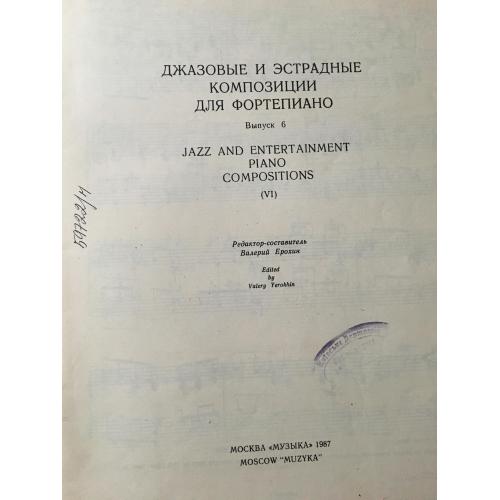 ДЖАЗОВЫЕ И ЭСТРАДНЫЕ
КОМПОЗИЦИИ
ДЛЯ ФОРТЕПИАНО
Выпуск 6
JAZZ AND ENTERTAINMENT
PIANO
COMPOSITIONS
(VI)
Редактор-составитель
Валерий Ерохин
Edited
by
Valery Yerokhin
МОСКВА «МУЗЫКА» 1987
MOSCOW "MUZYKA"